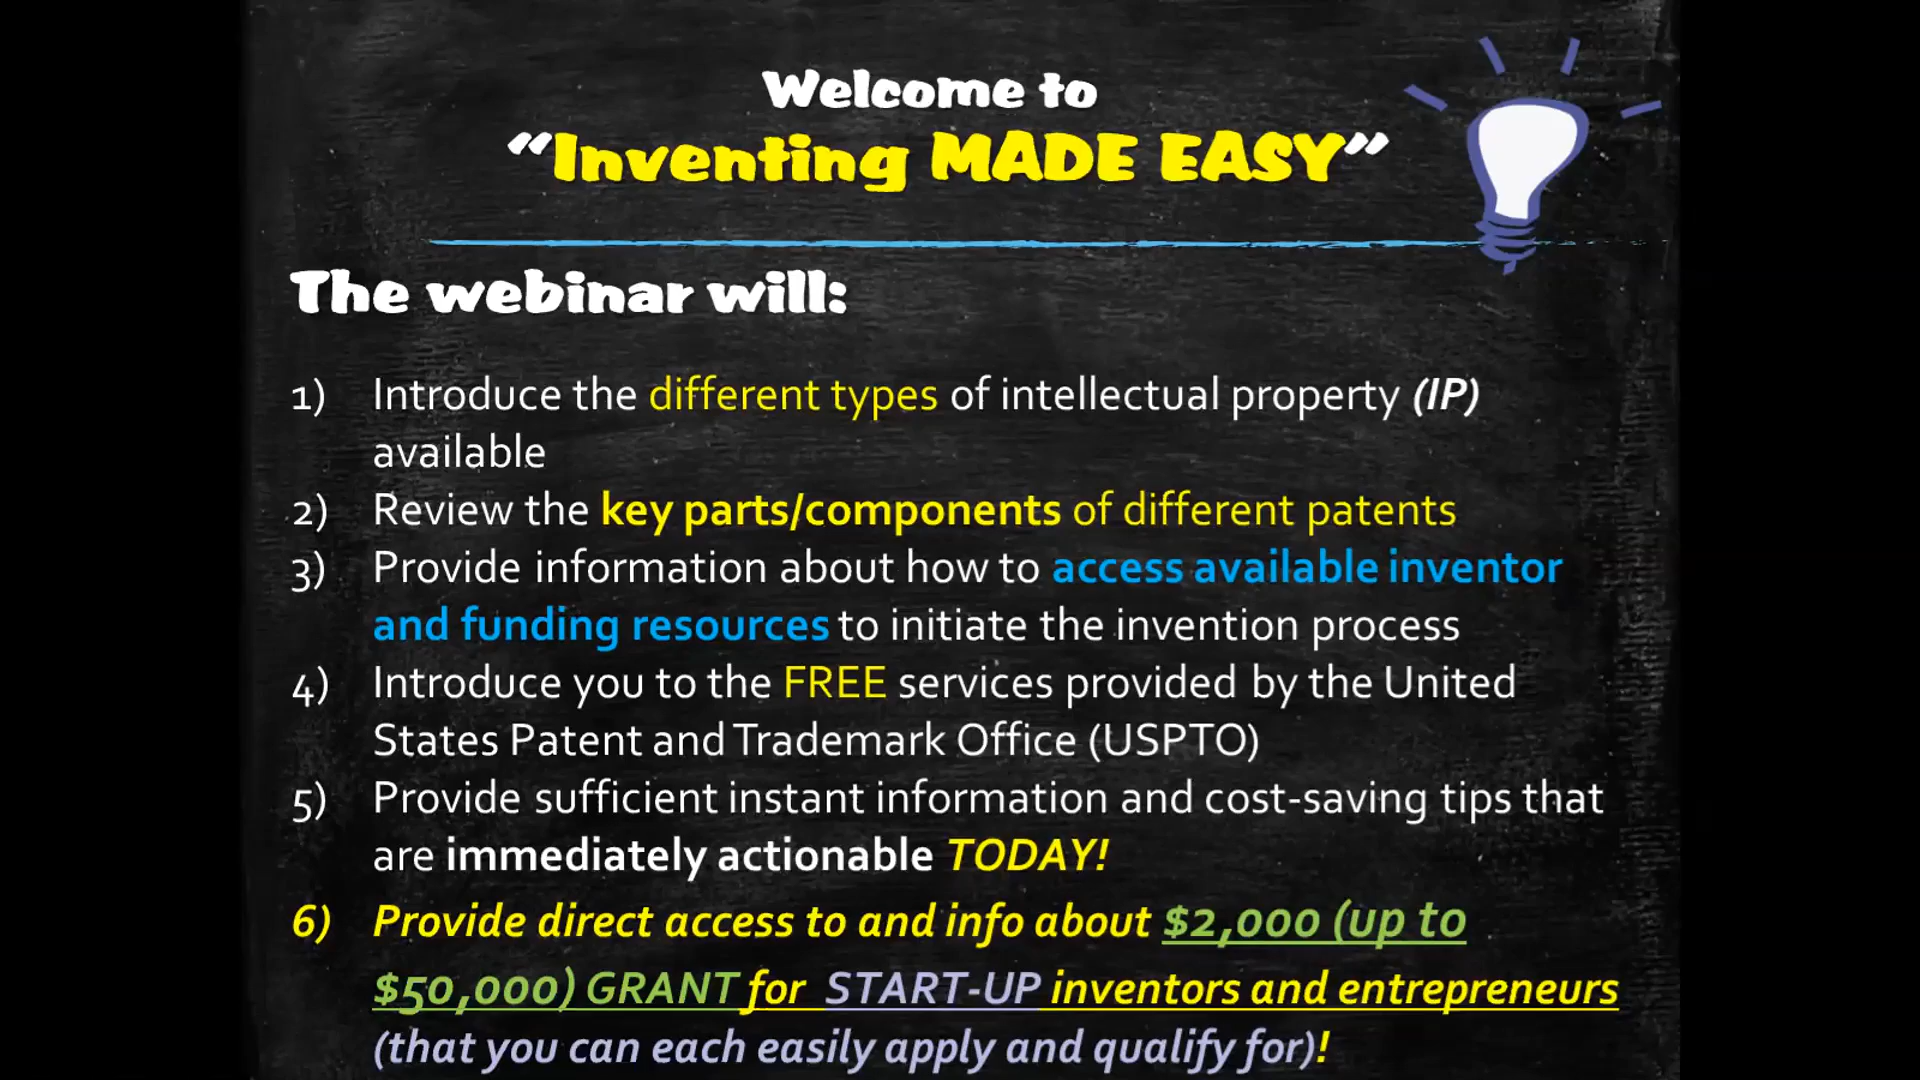 Welcome to
“Inventing MADE EASY”
The webinar will:
1) Introduce the different types of intellectual property (IP)
available
2) Review the key parts/components of different patents
3) Provide information about how to access available inventor
and funding resources to initiate the invention process
4) Introduce you to the FREE services provided by the United
States Patent and Trademark Office (USPTO)
5) Provide sufficient instant information and cost-saving tips that
are immediately actionable TODAY!
6) Provide direct access to and info about $2,000 (up to
$50,000) GRANT for START-UP inventors and entrepreneurs
(that you can each easily apply and qualify for)!